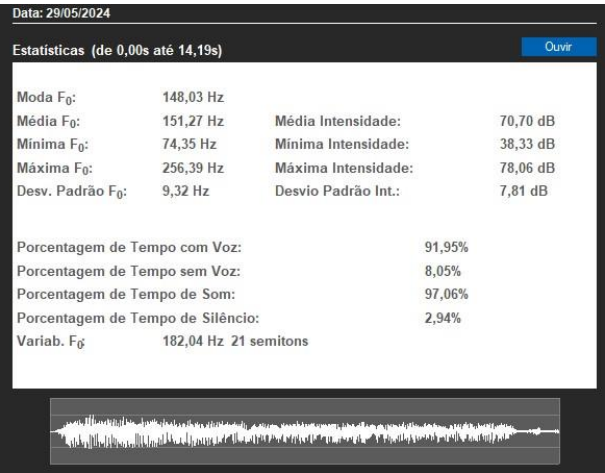 Data: 29/05/2024
Estatísticas (de 0,00s até 14,19s) Ouvir
Moda F₀: 148,03 Hz
Média F₀: 151,27 Hz Média Intensidade: 70,70 dB
Mínima F₀: 74,35 Hz Mínima Intensidade: 38,33 dB
Máxima F₀: 256,39 Hz Máxima Intensidade: 78,06 dB
Desv. Padrão F₀: 9,32 Hz Desvio Padrão Int.: 7,81 dB
Porcentagem de Tempo com Voz: 91,95%
Porcentagem de Tempo sem Voz: 8,05%
Porcentagem de Tempo de Som: 97,06%
Porcentagem de Tempo de Silêncio: 2,94%
Variab. F₀: 182,04 Hz 21 semitons